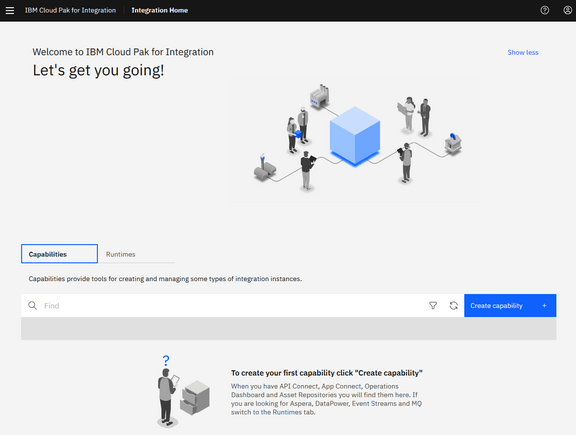 IBM Cloud Pak for Integration
Integration Home
Welcome to IBM Cloud Pak for Integration
Show less
Let's get you going!
Capabilities
Runtimes
Capabilities provide tools for creating and managing some types of integration instances.
Find
Create capability +
?
To create your first capability click "Create capability"
When you have API Connect, App Connect, Operations
Dashboard and Asset Repositories you will find them here. If
you are looking for Aspera, DataPower, Event Streams and MQ
switch to the Runtimes tab.